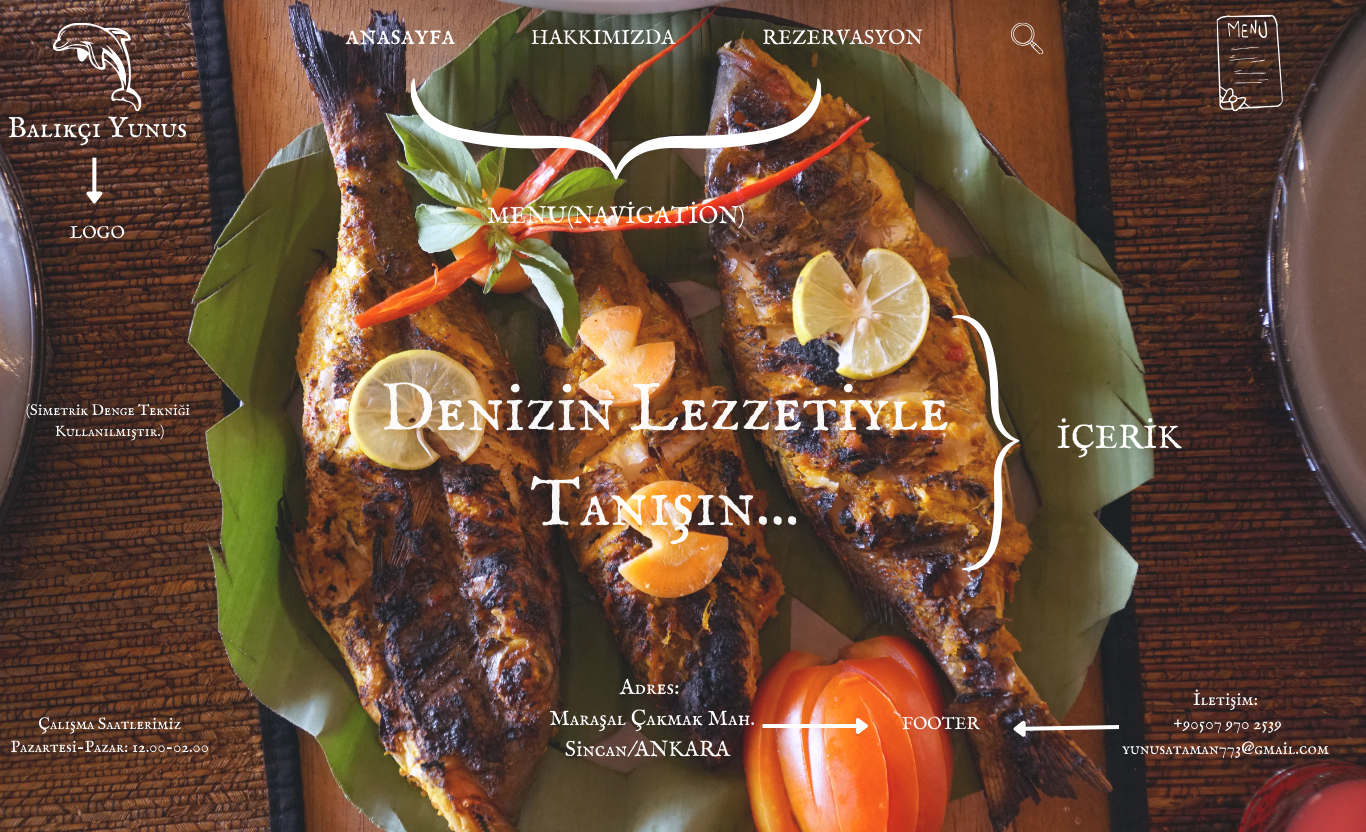 ANASAYFA
HAKKIMIZDA
REZERVASYON
MENU
Balıkçı Yunus
LOGO
MENU(NAVİGATİON)
(Simetrik Denge Tekniği
Kullanılmıştır.)
Denizin Lezzetiyle
Tanışın...
İÇERİK
Çalışma Saatlerimiz
Pazartesi-Pazar: 12.00-02.00
Adres:
Maraşal Çakmak Mah.
Sincan/ANKARA
FOOTER
İletişim:
+90507 970 2539
yunusataman773@gmail.com